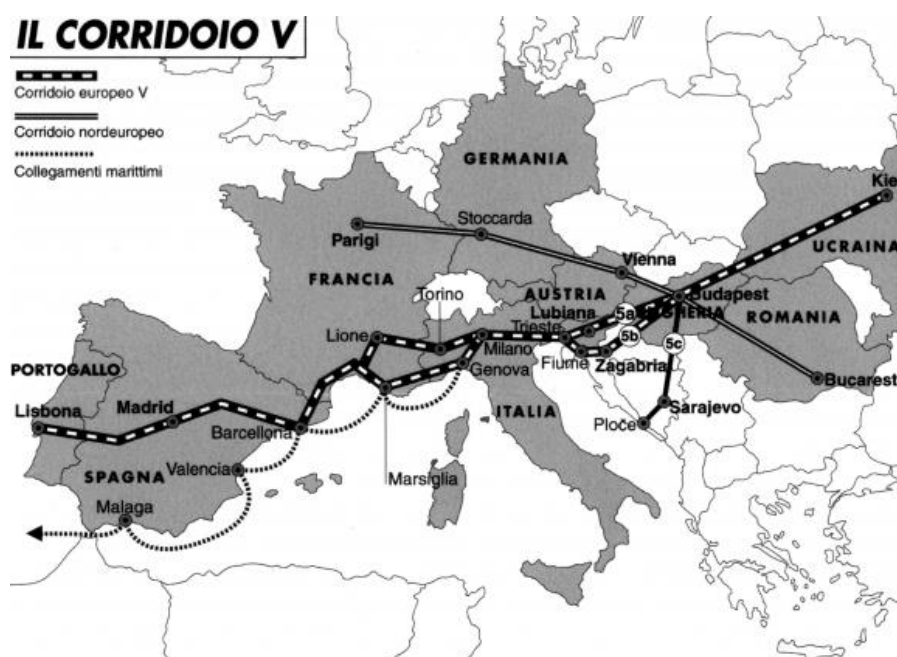 IL CORRIDOIO V
Corridoio europeo V
Corridoio nordeuropeo
Collegamenti marittimi
GERMANIA
Kie
Stoccarda
Parigi
UCRAINA
Vienna
FRANCIA
Torino
AUSTRIA
Budapest
Lubiana
5a
ROMANIA
Lione
Trieste
5b
Milano
5c
PORTOGALLO
Genova
Fiume
Zagabria
Bucarest
Lisbona
Madrid
ITALIA
Sarajevo
Barcellona
Ploče
SPAGNA
Valencia
Marsiglia
Malaga